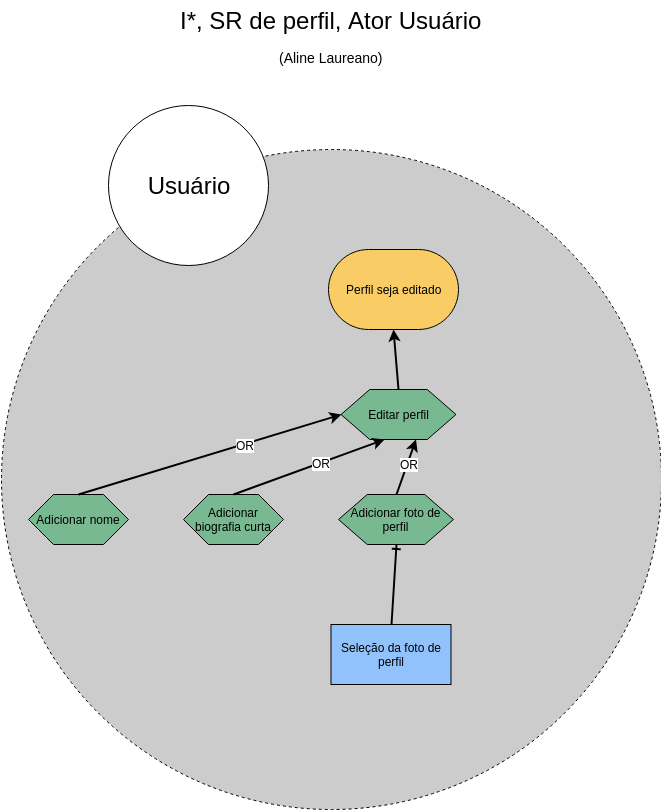 I*, SR de perfil, Ator Usuário
(Aline Laureano)
Usuário
Perfil seja editado
Editar perfil
OR
OR
OR
Adicionar nome
Adicionar
biografia curta
Adicionar foto de
perfil
Seleção da foto de
perfil